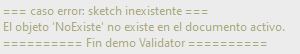 === caso error: sketch inexistente ===
El objeto 'NoExiste' no existe en el documento activo.
========== Fin demo Validator ==========